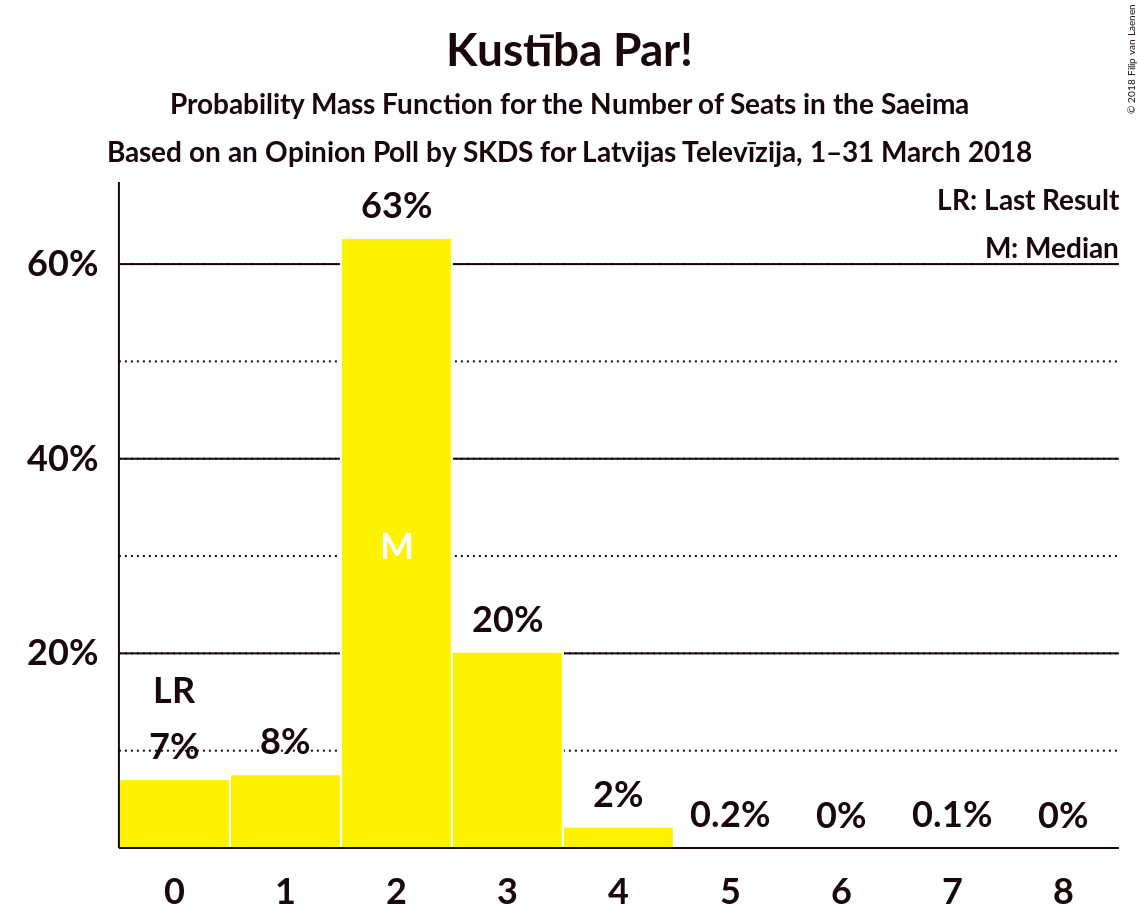 Kustība Par!
Probability Mass Function for the Number of Seats in the Saeima
Based on an Opinion Poll by SKDS for Latvijas Televīzija, 1–31 March 2018
© 2018 Filip van Laenen
LR: Last Result
M: Median
60%
40%
20%
LR
7%
8%
63%
M
20%
2%
0.2%
0%
0.1%
0%
0 1 2 3 4 5 6 7 8